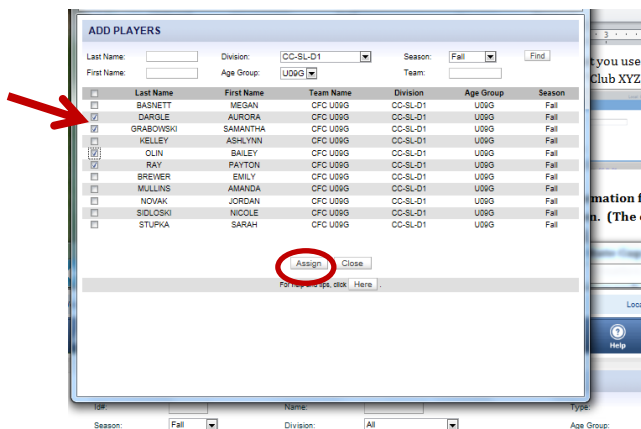 ADD PLAYERS
Last Name: Division: CC-SL-D1 Season: Fall Find
First Name: Age Group: U09G Team:
Last Name First Name Team Name Division Age Group Season
BASNETT MEGAN CFC U09G CC-SL-D1 U09G Fall
DARGLE AURORA CFC U09G CC-SL-D1 U09G Fall
GRABOWSKI SAMANTHA CFC U09G CC-SL-D1 U09G Fall
KELLEY ASHLYNN CFC U09G CC-SL-D1 U09G Fall
OLIN BAILEY CFC U09G CC-SL-D1 U09G Fall
RAY PAYTON CFC U09G CC-SL-D1 U09G Fall
BREWER EMILY CFC U09G CC-SL-D1 U09G Fall
MULLINS AMANDA CFC U09G CC-SL-D1 U09G Fall
NOVAK JORDAN CFC U09G CC-SL-D1 U09G Fall
SIDLOSKI NICOLE CFC U09G CC-SL-D1 U09G Fall
STUPKA SARAH CFC U09G CC-SL-D1 U09G Fall
Assign Close
For help and tips, click Here .
3
t you use
Club XYZ
mation f
n. (The
Loca
Help
Id#: Name: Type:
Season: Fall Division: All Age Group: